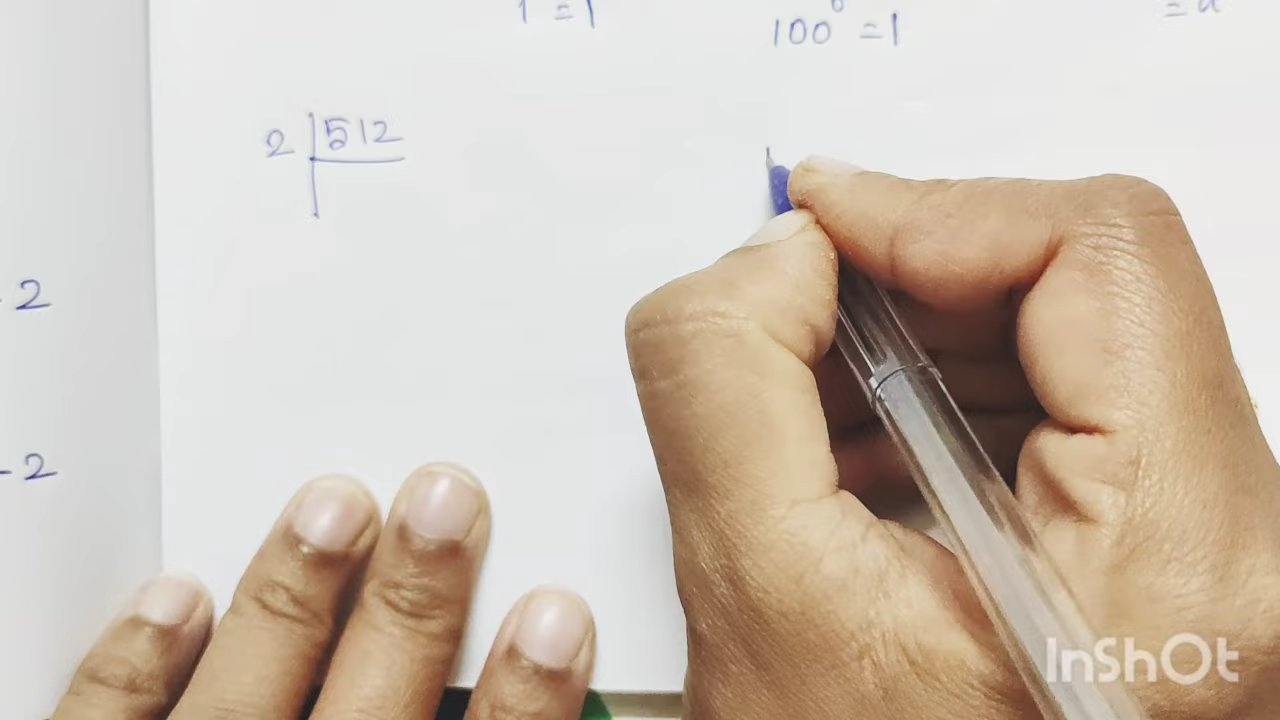 1 = 1
100⁰ = 1
= a
2 | 512
- 2
- 2
InShOt